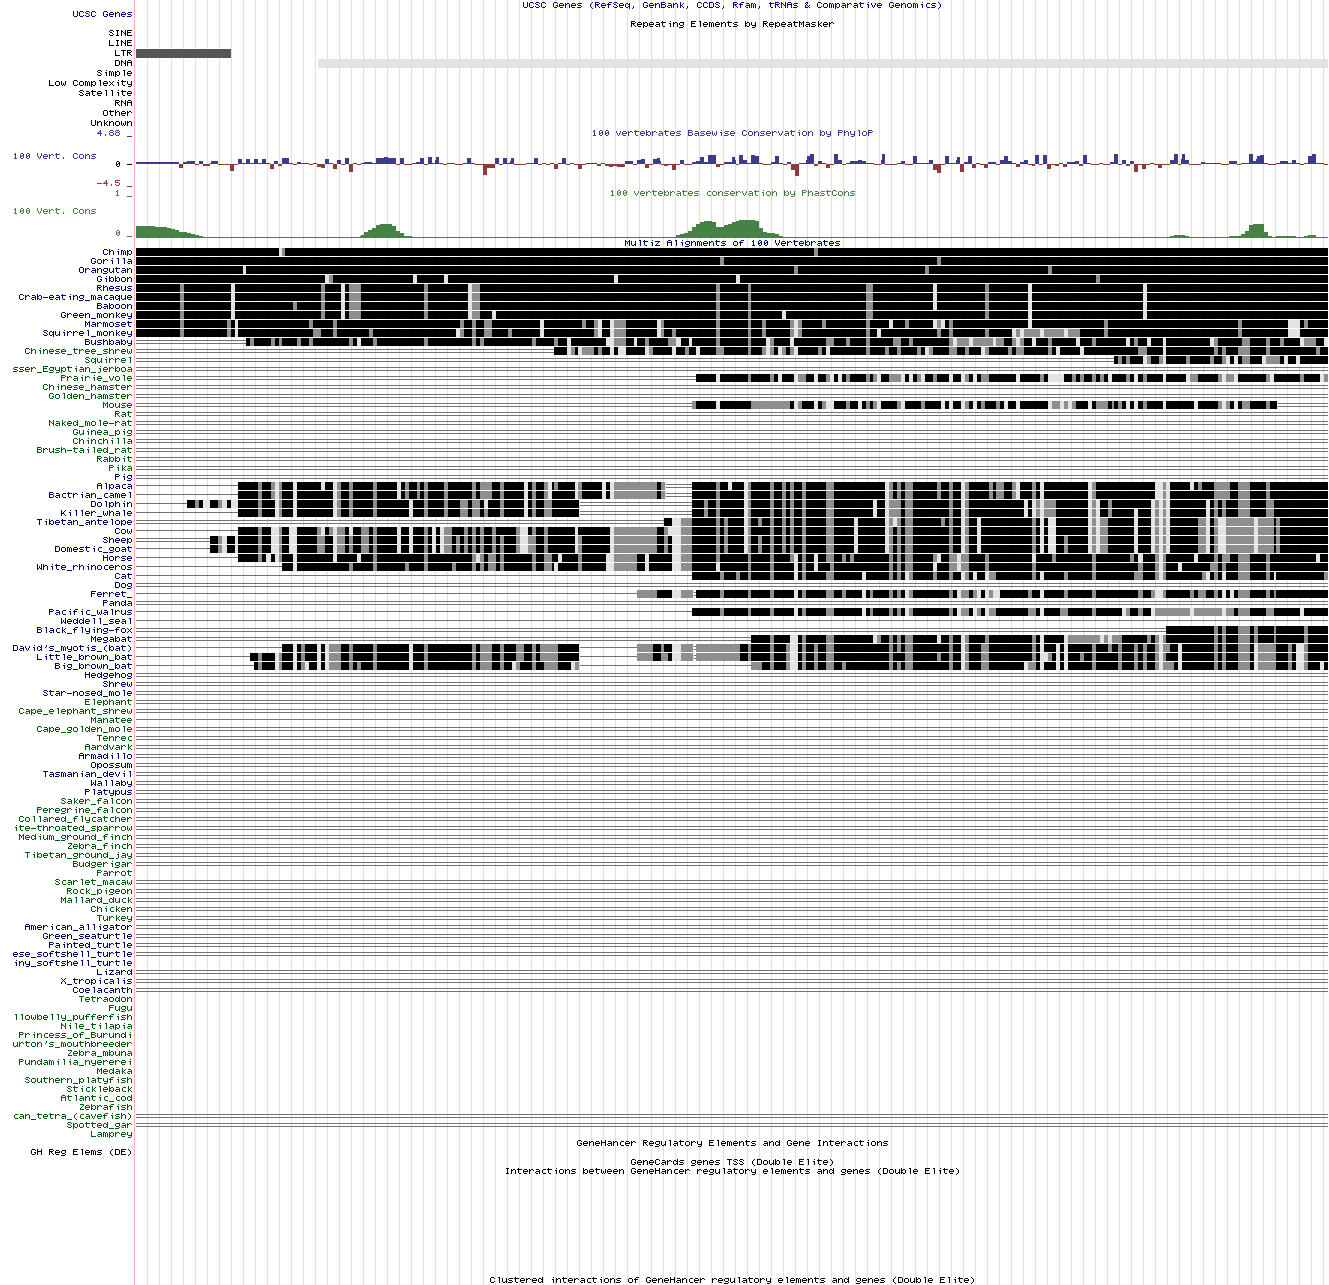 UCSC Genes (RefSeq, GenBank, CCDS, Rfam, tRNAs & Comparative Genomics)
UCSC Genes
Repeating Elements by RepeatMasker
SINE
LINE
LTR
DNA
Simple
Low Complexity
Satellite
RNA
Other
Unknown
100 vertebrates Basewise Conservation by PhyloP
4.88 _
100 Vert. Cons
0 -
-4.5 _
100 vertebrates conservation by PhastCons
1 _
100 Vert. Cons
0 _
Multiz Alignments of 100 Vertebrates
Chimp
Gorilla
Orangutan
Gibbon
Rhesus
Crab-eating_macaque
Baboon
Green_monkey
Marmoset
Squirrel_monkey
Bushbaby
Chinese_tree_shrew
Squirrel
sser_Egyptian_jerboa
Prairie_vole
Chinese_hamster
Golden_hamster
Mouse
Rat
Naked_mole-rat
Guinea_pig
Chinchilla
Brush-tailed_rat
Rabbit
Pika
Pig
Alpaca
Bactrian_camel
Dolphin
Killer_whale
Tibetan_antelope
Cow
Sheep
Domestic_goat
Horse
White_rhinoceros
Cat
Dog
Ferret_
Panda
Pacific_walrus
Weddell_seal
Black_flying-fox
Megabat
David's_myotis_(bat)
Little_brown_bat
Big_brown_bat
Hedgehog
Shrew
Star-nosed_mole
Elephant
Cape_elephant_shrew
Manatee
Cape_golden_mole
Tenrec
Aardvark
Armadillo
Opossum
Tasmanian_devil
Wallaby
Platypus
Saker_falcon
Peregrine_falcon
Collared_flycatcher
ite-throated_sparrow
Medium_ground_finch
Zebra_finch
Tibetan_ground_jay
Budgerigar
Parrot
Scarlet_macaw
Rock_pigeon
Mallard_duck
Chicken
Turkey
American_alligator
Green_seaturtle
Painted_turtle
ese_softshell_turtle
iny_softshell_turtle
Lizard
X_tropicalis
Coelacanth
Tetraodon
Fugu
llowbelly_pufferfish
Nile_tilapia
Princess_of_Burundi
urton's_mouthbreeder
Zebra_mbuna
Pundamilia_nyererei
Medaka
Southern_platyfish
Stickleback
Atlantic_cod
Zebrafish
can_tetra_(cavefish)
Spotted_gar
Lamprey
GeneHancer Regulatory Elements and Gene Interactions
GH Reg Elems (DE)
GeneCards genes TSS (Double Elite)
Interactions between GeneHancer regulatory elements and genes (Double Elite)
Clustered interactions of GeneHancer regulatory elements and genes (Double Elite)